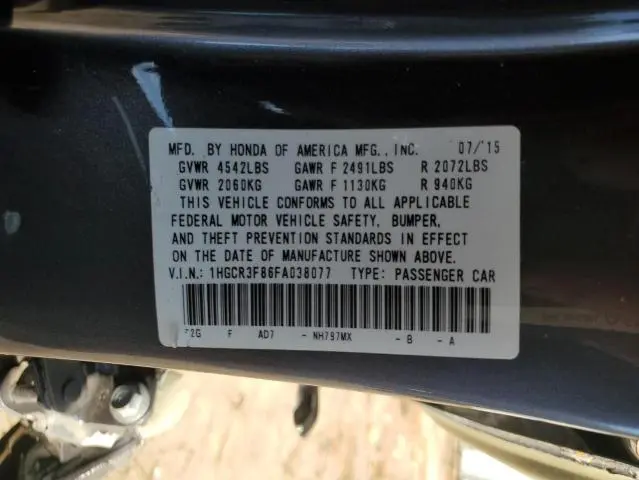 MFD. BY HONDA OF AMERICA MFG., INC. 07/'15
GVWR 4542LBS GAWR F 2491LBS R 2072LBS
GVWR 2060KG GAWR F 1130KG R 940KG
THIS VEHICLE CONFORMS TO ALL APPLICABLE
FEDERAL MOTOR VEHICLE SAFETY, BUMPER,
AND THEFT PREVENTION STANDARDS IN EFFECT
ON THE DATE OF MANUFACTURE SHOWN ABOVE.
V.I.N.: 1HGCR3F86FA038077 TYPE: PASSENGER CAR
F AD7 - NH797MX - B - A